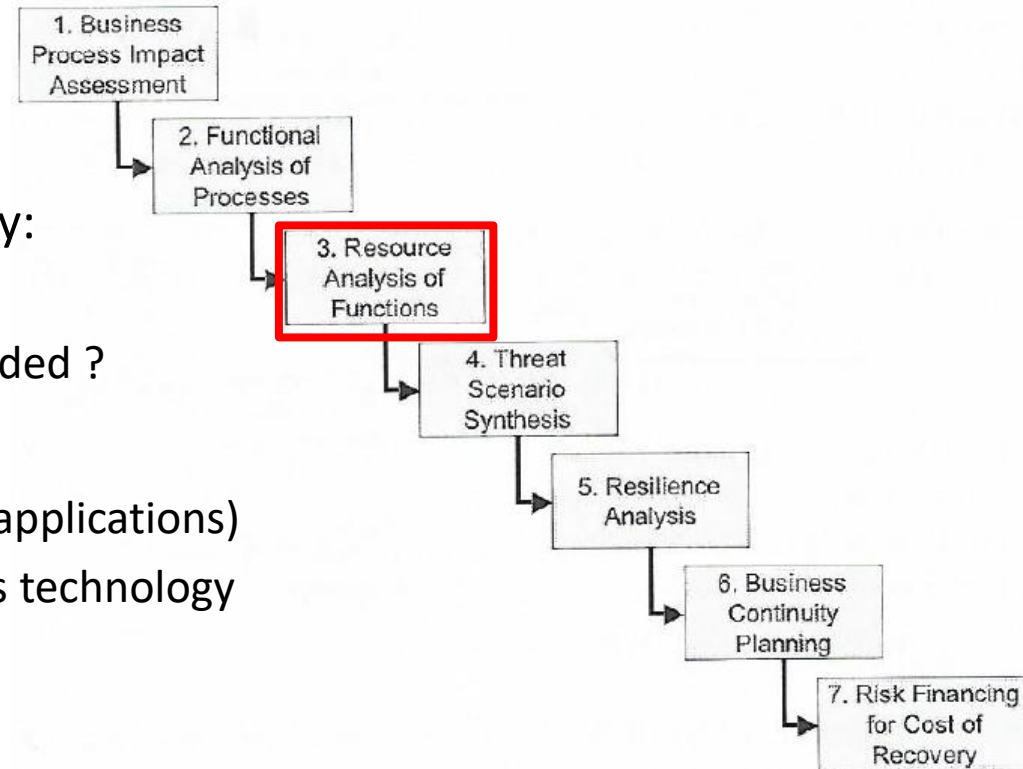 1. Business
Process Impact
Assessment
2. Functional
Analysis of
Processes
y:
3. Resource
Analysis of
Functions
ded ?
4. Threat
Scenario
Synthesis
5. Resilience
Analysis
applications)
s technology
6. Business
Continuity
Planning
7. Risk Financing
for Cost of
Recovery